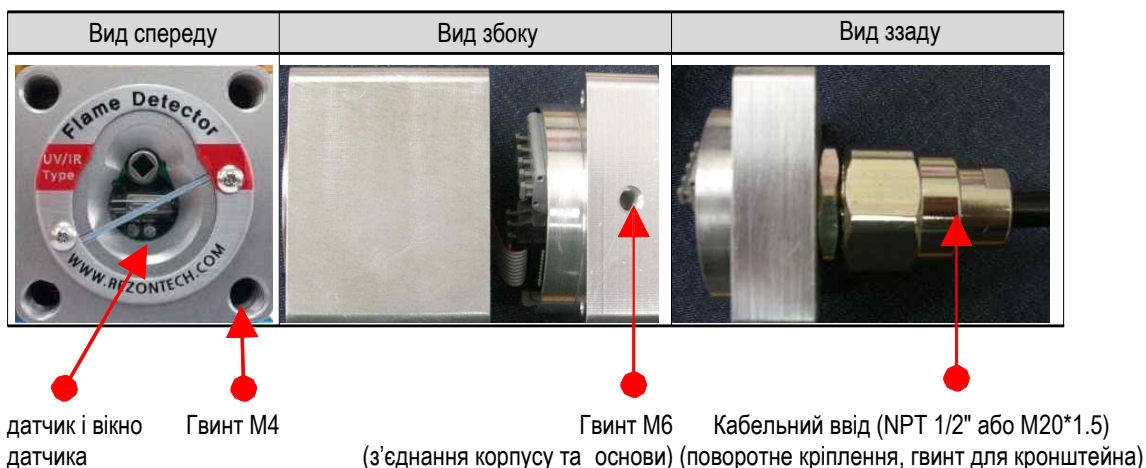 Вид спереду
Вид збоку
Вид ззаду
Flame Detector
UV/IR
Type
WWW.REZONTECH.COM
датчик і вікно
датчика
Гвинт М4
Гвинт М6
(з’єднання корпусу та основи)
Кабельний ввід (NPT 1/2" або M20*1.5)
(поворотне кріплення, гвинт для кронштейна)